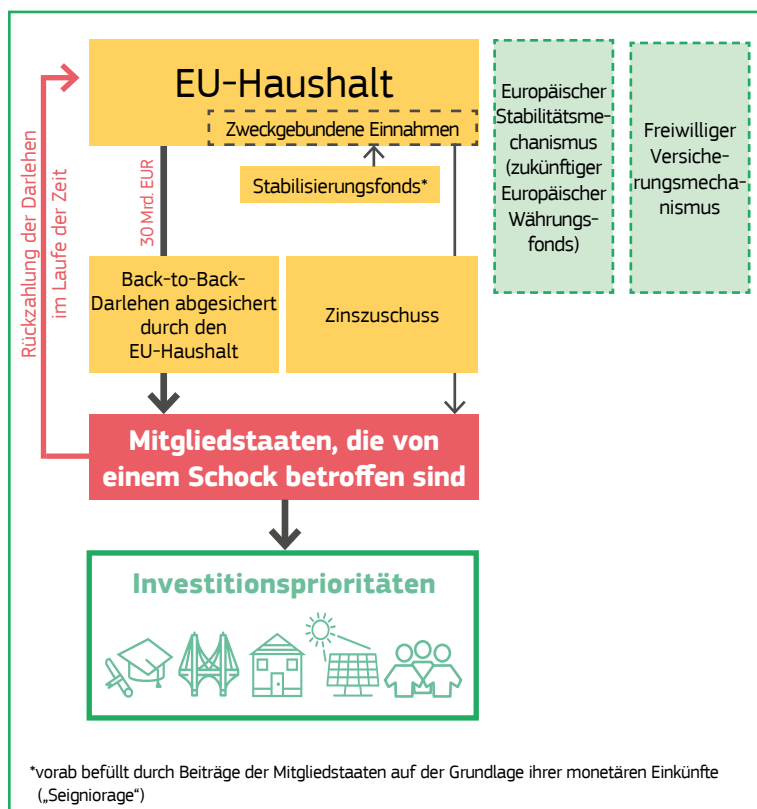 EU-Haushalt
Zweckgebundene Einnahmen
Stabilisierungsfonds*
30 Mrd. EUR
Rückzahlung der Darlehen
im Laufe der Zeit
Back-to-Back-
Darlehen abgesichert
durch den
EU-Haushalt
Zinszuschuss
Europäischer
Stabilitätsme-
chanismus
(zukünftiger
Europäischer
Währungs-
fonds)
Freiwilliger
Versiche-
rungsmecha-
nismus
Mitgliedstaaten, die von
einem Schock betroffen sind
Investitionsprioritäten
*vorab befüllt durch Beiträge der Mitgliedstaaten auf der Grundlage ihrer monetären Einkünfte
(„Seigniorage“)